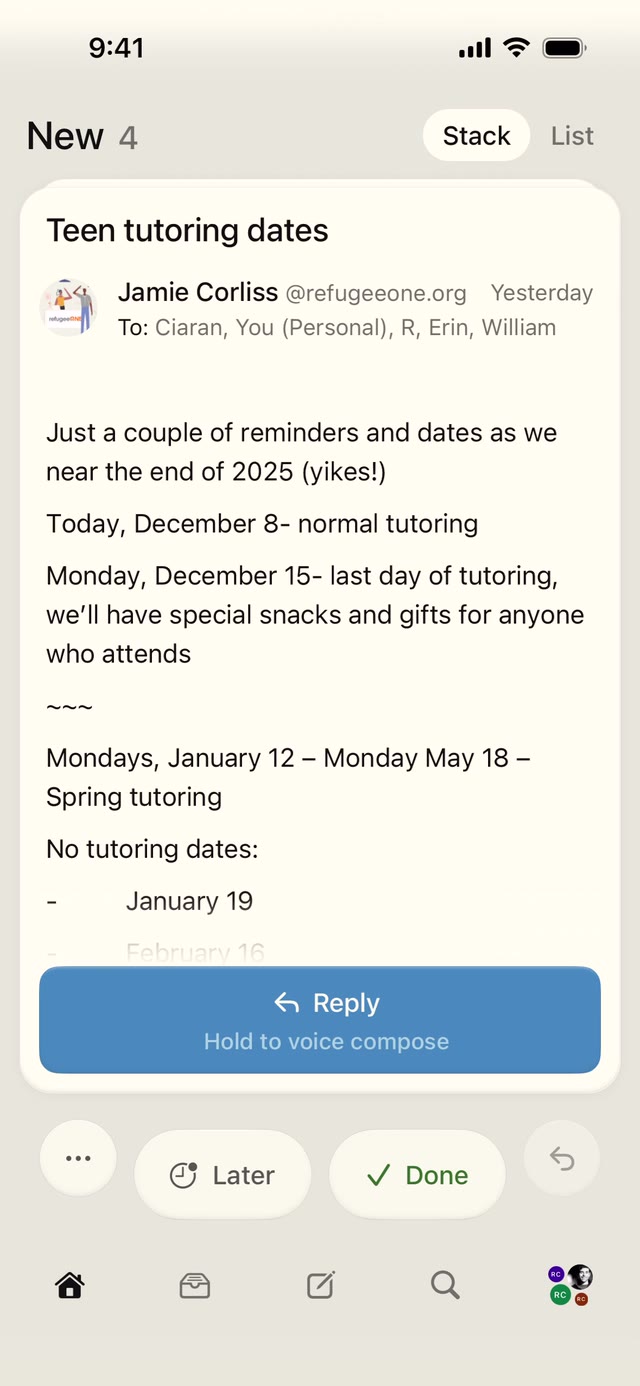 9:41
New 4
Stack List
Teen tutoring dates
Jamie Corliss @refugeeone.org Yesterday
refugeeONE
To: Ciaran, You (Personal), R, Erin, William
Just a couple of reminders and dates as we
near the end of 2025 (yikes!)
Today, December 8- normal tutoring
Monday, December 15- last day of tutoring,
we’ll have special snacks and gifts for anyone
who attends
~~~
Mondays, January 12 – Monday May 18 –
Spring tutoring
No tutoring dates:
- January 19
- February 16
Reply
Hold to voice compose
Later
Done
RC
RC
RC